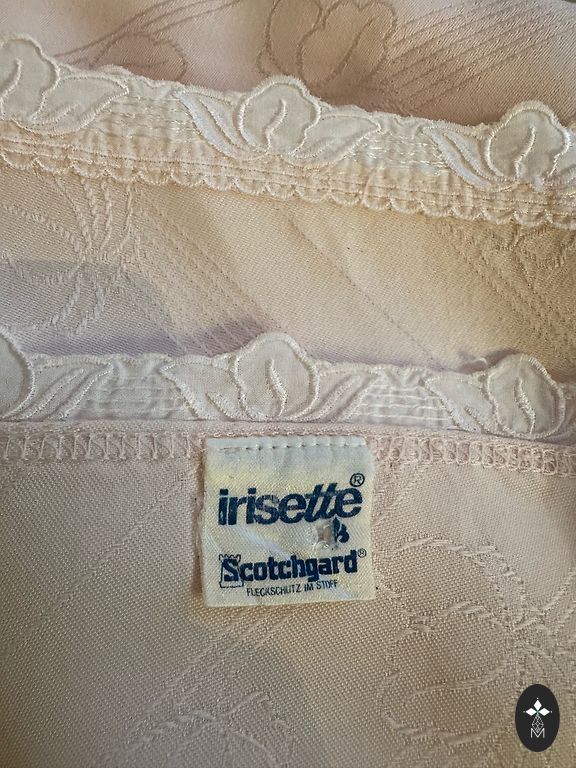 irisette®
Scotchgard®
FLECKSCHUTZ IM STOFF
M